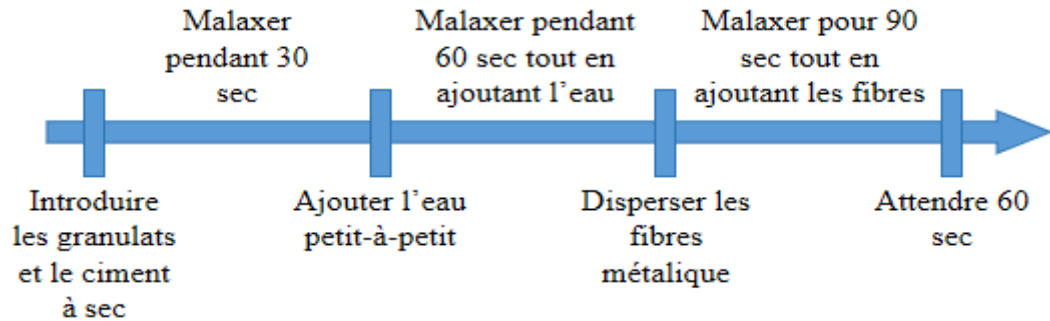 Malaxer
pendant 30
sec
Malaxer pendant
60 sec tout en
ajoutant l’eau
Malaxer pour 90
sec tout en
ajoutant les fibres
Introduire
les granulats
et le ciment
à sec
Ajouter l’eau
petit-à-petit
Disperser les
fibres
métalique
Attendre 60
sec